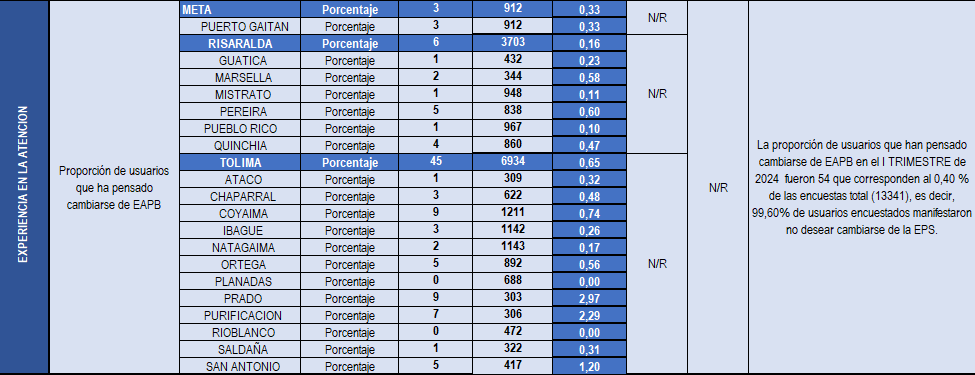 META Porcentaje 3 912 0,33 N/R
PUERTO GAITAN Porcentaje 3 912 0,33
RISARALDA Porcentaje 6 3703 0,16 N/R
GUATICA Porcentaje 1 432 0,23
MARSELLA Porcentaje 2 344 0,58
MISTRATO Porcentaje 1 948 0,11
PEREIRA Porcentaje 5 838 0,60
PUEBLO RICO Porcentaje 1 967 0,10
QUINCHIA Porcentaje 4 860 0,47
TOLIMA Porcentaje 45 6934 0,65 N/R
ATACO Porcentaje 1 309 0,32
CHAPARRAL Porcentaje 3 622 0,48
COYAIMA Porcentaje 9 1211 0,74
IBAGUE Porcentaje 3 1142 0,26
NATAGAIMA Porcentaje 2 1143 0,17
ORTEGA Porcentaje 5 892 0,56
PLANADAS Porcentaje 0 688 0,00
PRADO Porcentaje 9 303 2,97
PURIFICACION Porcentaje 7 306 2,29
RIOBLANCO Porcentaje 0 472 0,00
SALDAÑA Porcentaje 1 322 0,31
SAN ANTONIO Porcentaje 5 417 1,20
EXPERIENCIA EN LA ATENCION
Proporción de usuarios
que ha pensado
cambiarse de EAPB
N/R
La proporción de usuarios que han pensado
cambiarse de EAPB en el I TRIMESTRE de
2024 fueron 54 que corresponden al 0,40 %
de las encuestas total (13341), es decir,
99,60% de usuarios encuestados manifestaron
no desear cambiarse de la EPS.